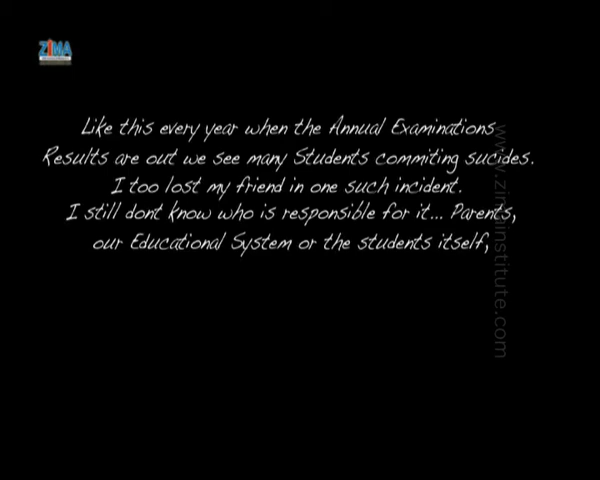 ZIMA
Like this every year when the Annual Examinations
Results are out we see many Students commiting sucides.
I too lost my friend in one such incident.
I still dont know who is responsible for it... Parents,
our Educational System or the students itself,
www.zimainstitute.com